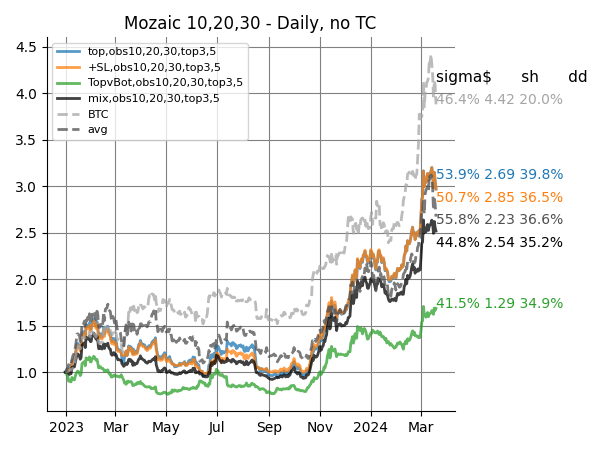 Mozaic 10,20,30 - Daily, no TC
top,obs10,20,30,top3,5
+SL,obs10,20,30,top3,5
TopvBot,obs10,20,30,top3,5
mix,obs10,20,30,top3,5
BTC
avg
sigma$ sh dd
46.4% 4.42 20.0%
53.9% 2.69 39.8%
50.7% 2.85 36.5%
55.8% 2.23 36.6%
44.8% 2.54 35.2%
41.5% 1.29 34.9%
4.5
4.0
3.5
3.0
2.5
2.0
1.5
1.0
2023 Mar May Jul Sep Nov 2024 Mar